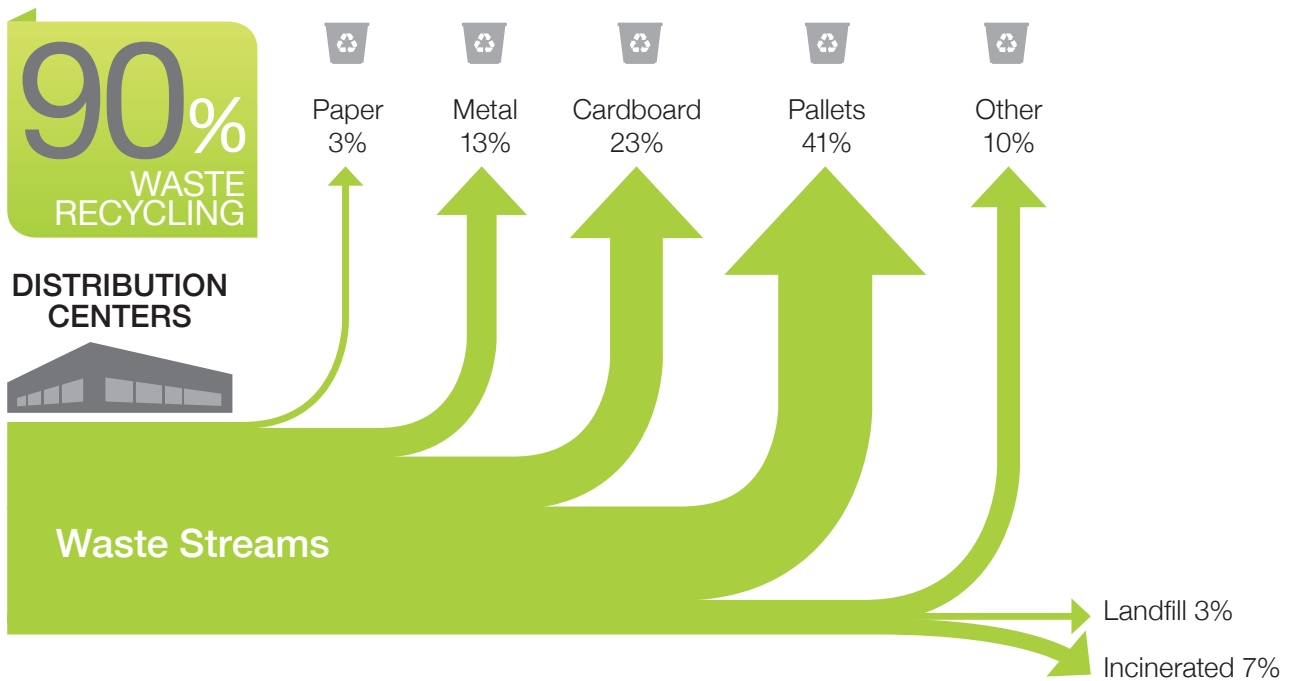 90%
WASTE
RECYCLING
DISTRIBUTION
CENTERS
Paper
3%
Metal
13%
Cardboard
23%
Pallets
41%
Other
10%
Waste Streams
Landfill 3%
Incinerated 7%